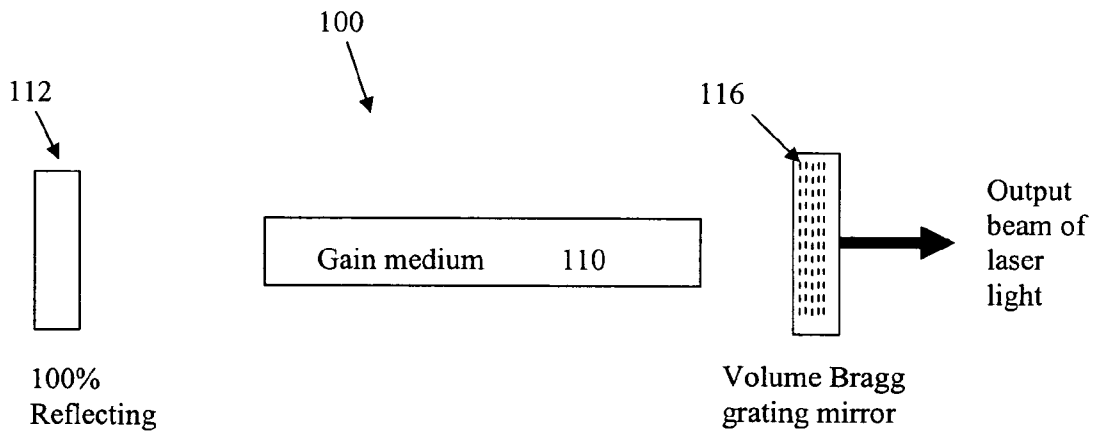 100
112
116
Output
beam of
laser
light
Gain medium 110
100%
Reflecting
Volume Bragg
grating mirror